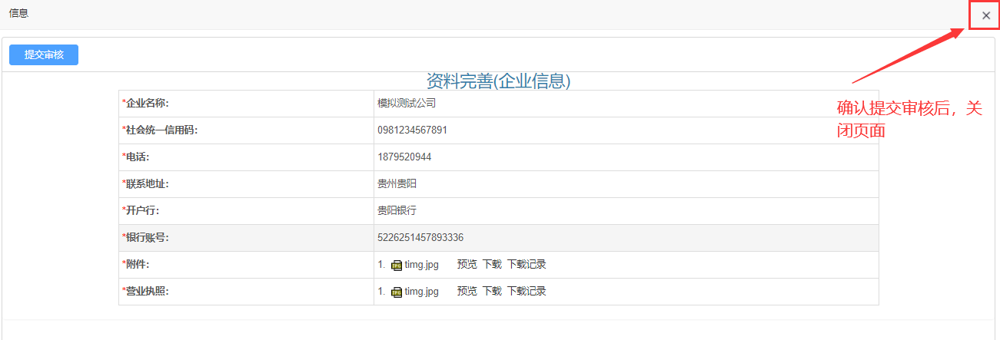 信息
提交审核
资料完善(企业信息)
*企业名称： 模拟测试公司
*社会统一信用码： 0981234567891
*电话： 1879520944
*联系地址： 贵州贵阳
*开户行： 贵阳银行
*银行账号： 5226251457893336
*附件： 1. timg.jpg 预览 下载 下载记录
*营业执照： 1. timg.jpg 预览 下载 下载记录
确认提交审核后，关
闭页面